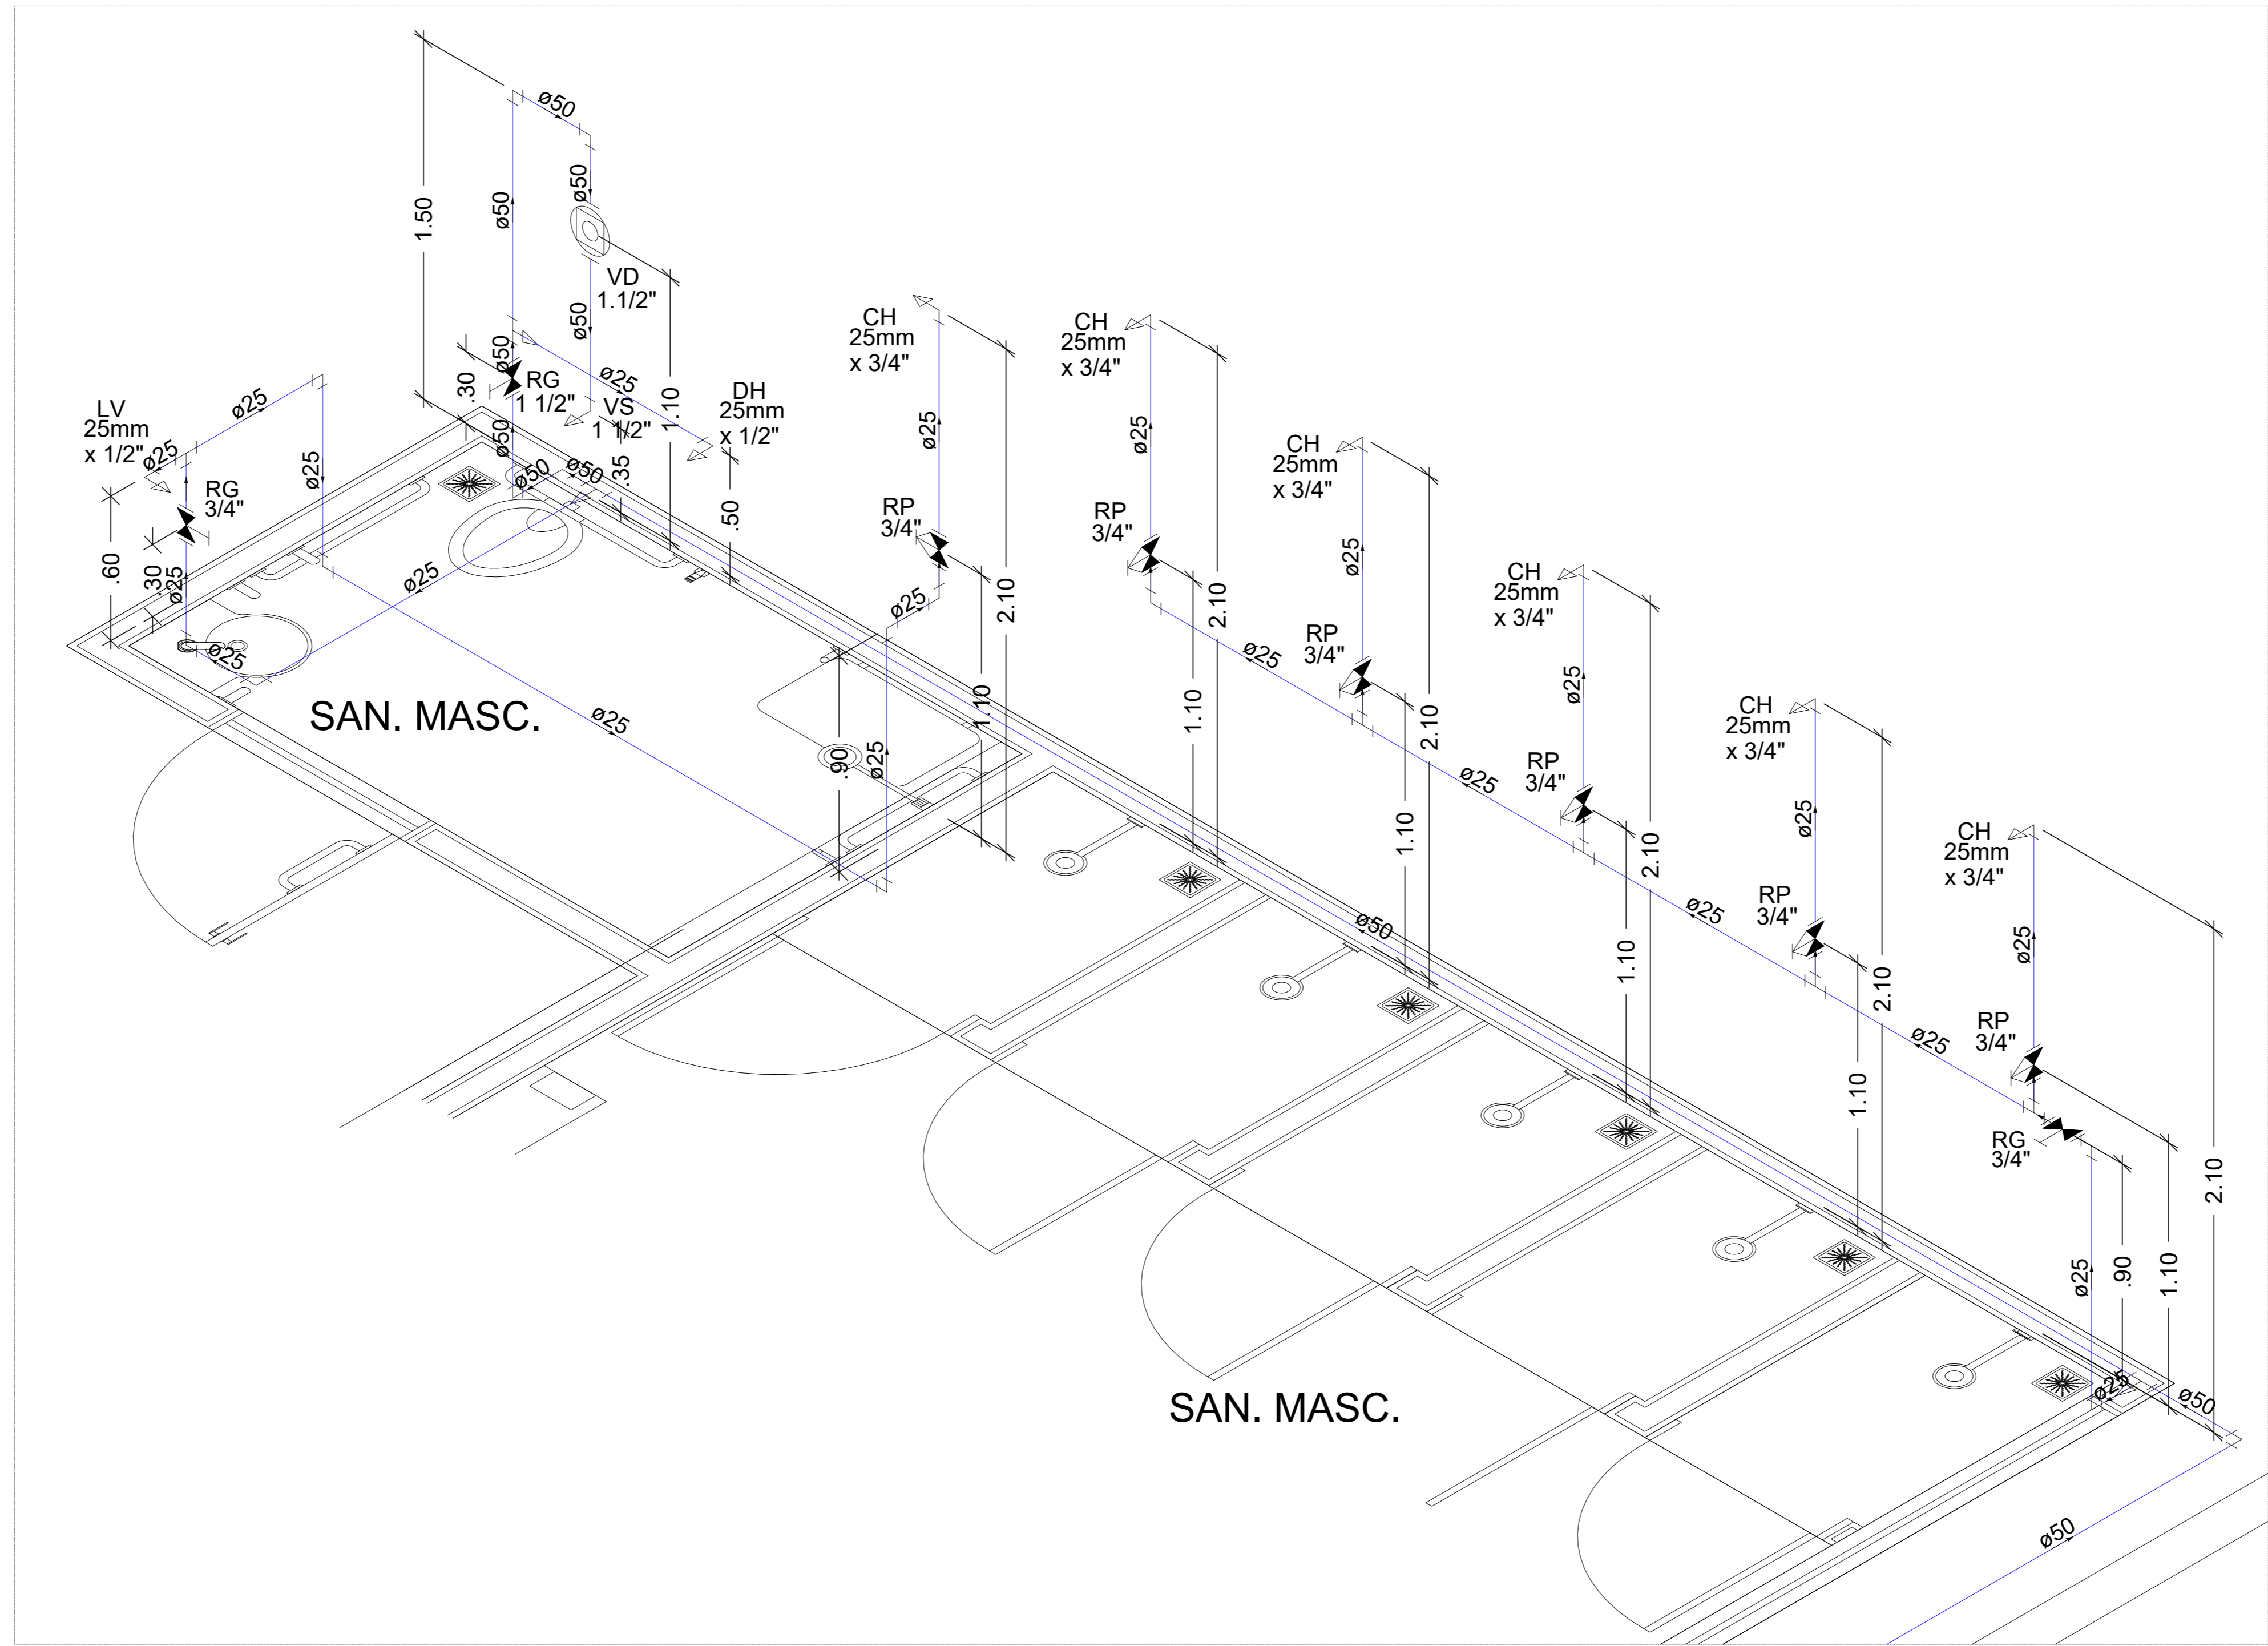 ø50
1.50
ø50
ø50
VD
1.1/2"
ø50
ø50
.30
RG
1 1/2"
VS
1 1/2"
ø25
1.10
DH
25mm
x 1/2"
ø50
ø50
ø50
.35
.50
LV
25mm
x 1/2"
ø25
ø25
ø25
RG
3/4"
.60
.30
ø25
ø25
ø25
SAN. MASC.
ø25
.90
ø25
CH
25mm
x 3/4"
ø25
RP
3/4"
ø25
1.10
2.10
CH
25mm
x 3/4"
ø25
RP
3/4"
1.10
2.10
ø25
CH
25mm
x 3/4"
ø25
RP
3/4"
1.10
2.10
ø25
CH
25mm
x 3/4"
ø25
RP
3/4"
1.10
2.10
ø25
CH
25mm
x 3/4"
ø25
RP
3/4"
1.10
2.10
ø25
CH
25mm
x 3/4"
ø25
RP
3/4"
RG
3/4"
ø25
.90
1.10
2.10
ø50
ø25
ø50
SAN. MASC.
ø50